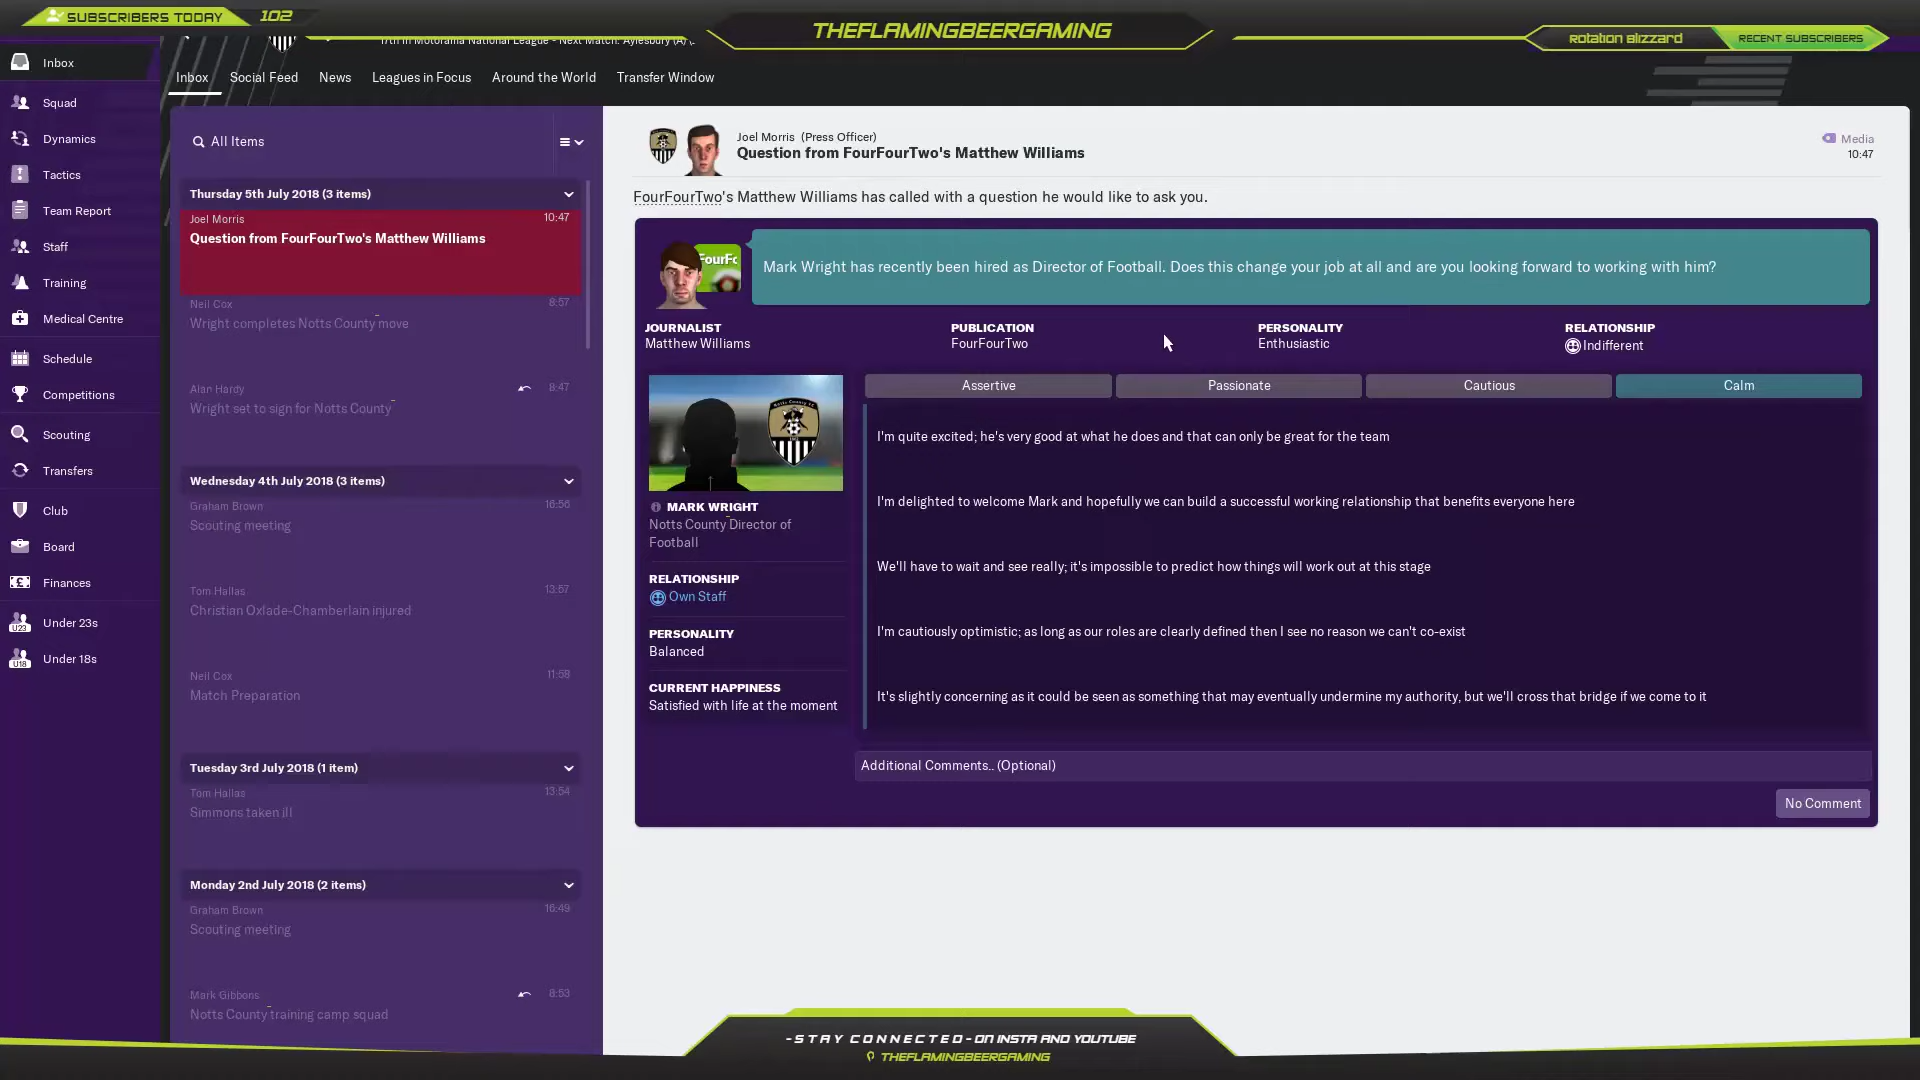 SUBSCRIBERS TODAY
102
THEFLAMINGBEERGAMING
Rotation Blizzard
RECENT SUBSCRIBERS
17th in Motorama National League - Next Match: Aylesbury (A)
Inbox
Squad
Dynamics
Tactics
Team Report
Staff
Training
Medical Centre
Schedule
Competitions
Scouting
Transfers
Club
Board
Finances
U23
Under 23s
U18
Under 18s
Inbox
Social Feed
News
Leagues in Focus
Around the World
Transfer Window
All Items
Thursday 5th July 2018 (3 items)
Joel Morris
10:47
Question from FourFourTwo's Matthew Williams
Neil Cox
8:57
Wright completes Notts County move
Alan Hardy
8:47
Wright set to sign for Notts County
Wednesday 4th July 2018 (3 items)
Graham Brown
16:56
Scouting meeting
Tom Hallas
13:57
Christian Oxlade-Chamberlain injured
Neil Cox
11:58
Match Preparation
Tuesday 3rd July 2018 (1 item)
Tom Hallas
13:54
Simmons taken ill
Monday 2nd July 2018 (2 items)
Graham Brown
16:49
Scouting meeting
Mark Gibbons
8:53
Notts County training camp squad
Joel Morris (Press Officer)
Question from FourFourTwo's Matthew Williams
Media
10:47
FourFourTwo's Matthew Williams has called with a question he would like to ask you.
Mark Wright has recently been hired as Director of Football. Does this change your job at all and are you looking forward to working with him?
JOURNALIST
Matthew Williams
PUBLICATION
FourFourTwo
PERSONALITY
Enthusiastic
RELATIONSHIP
Indifferent
Assertive
Passionate
Cautious
Calm
MARK WRIGHT
Notts County Director of
Football
RELATIONSHIP
Own Staff
PERSONALITY
Balanced
CURRENT HAPPINESS
Satisfied with life at the moment
I'm quite excited; he's very good at what he does and that can only be great for the team
I'm delighted to welcome Mark and hopefully we can build a successful working relationship that benefits everyone here
We'll have to wait and see really; it's impossible to predict how things will work out at this stage
I'm cautiously optimistic; as long as our roles are clearly defined then I see no reason we can't co-exist
It's slightly concerning as it could be seen as something that may eventually undermine my authority, but we'll cross that bridge if we come to it
Additional Comments.. (Optional)
No Comment
-STAY CONNECTED- ON INSTA AND YOUTUBE
THEFLAMINGBEERGAMING